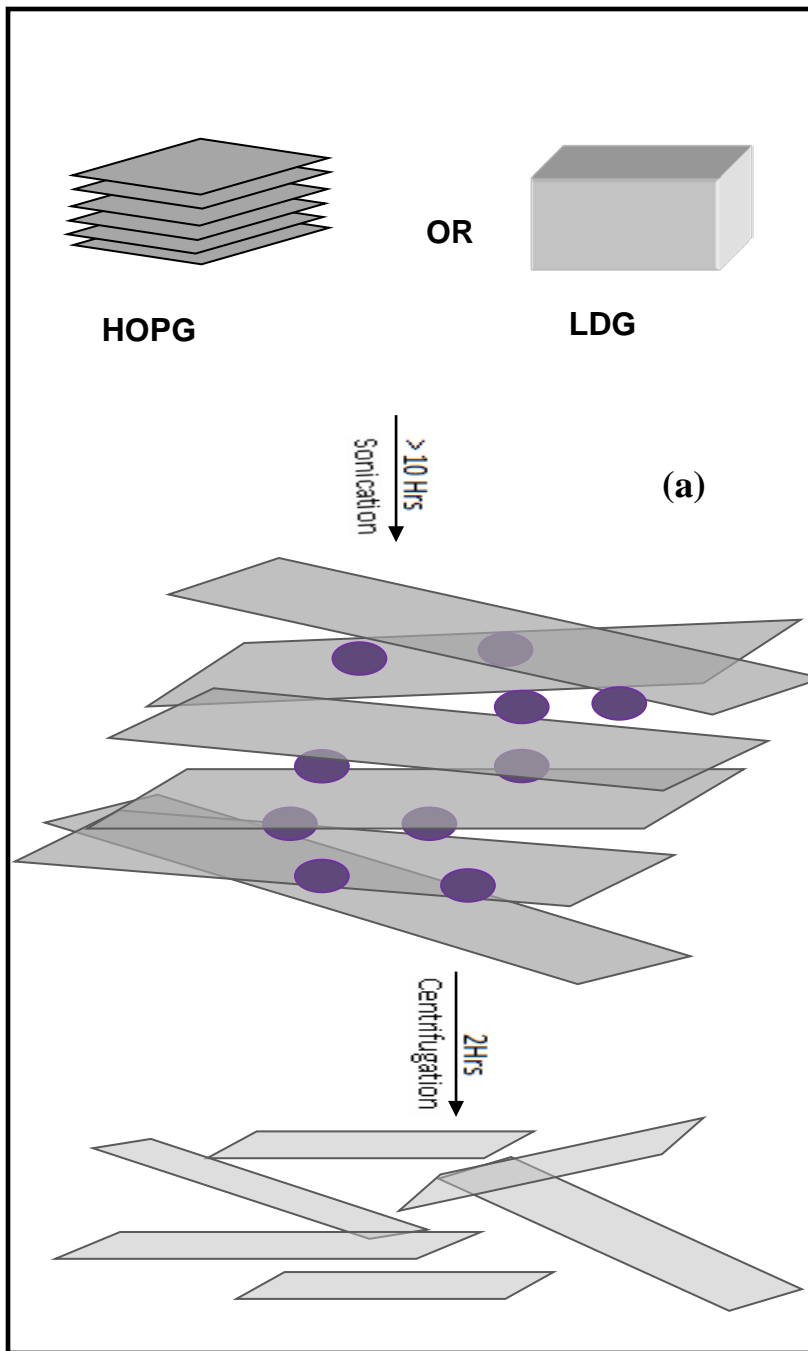 OR
HOPG
LDG
> 10 Hrs
Sonication
(a)
2Hrs
Centrifugation